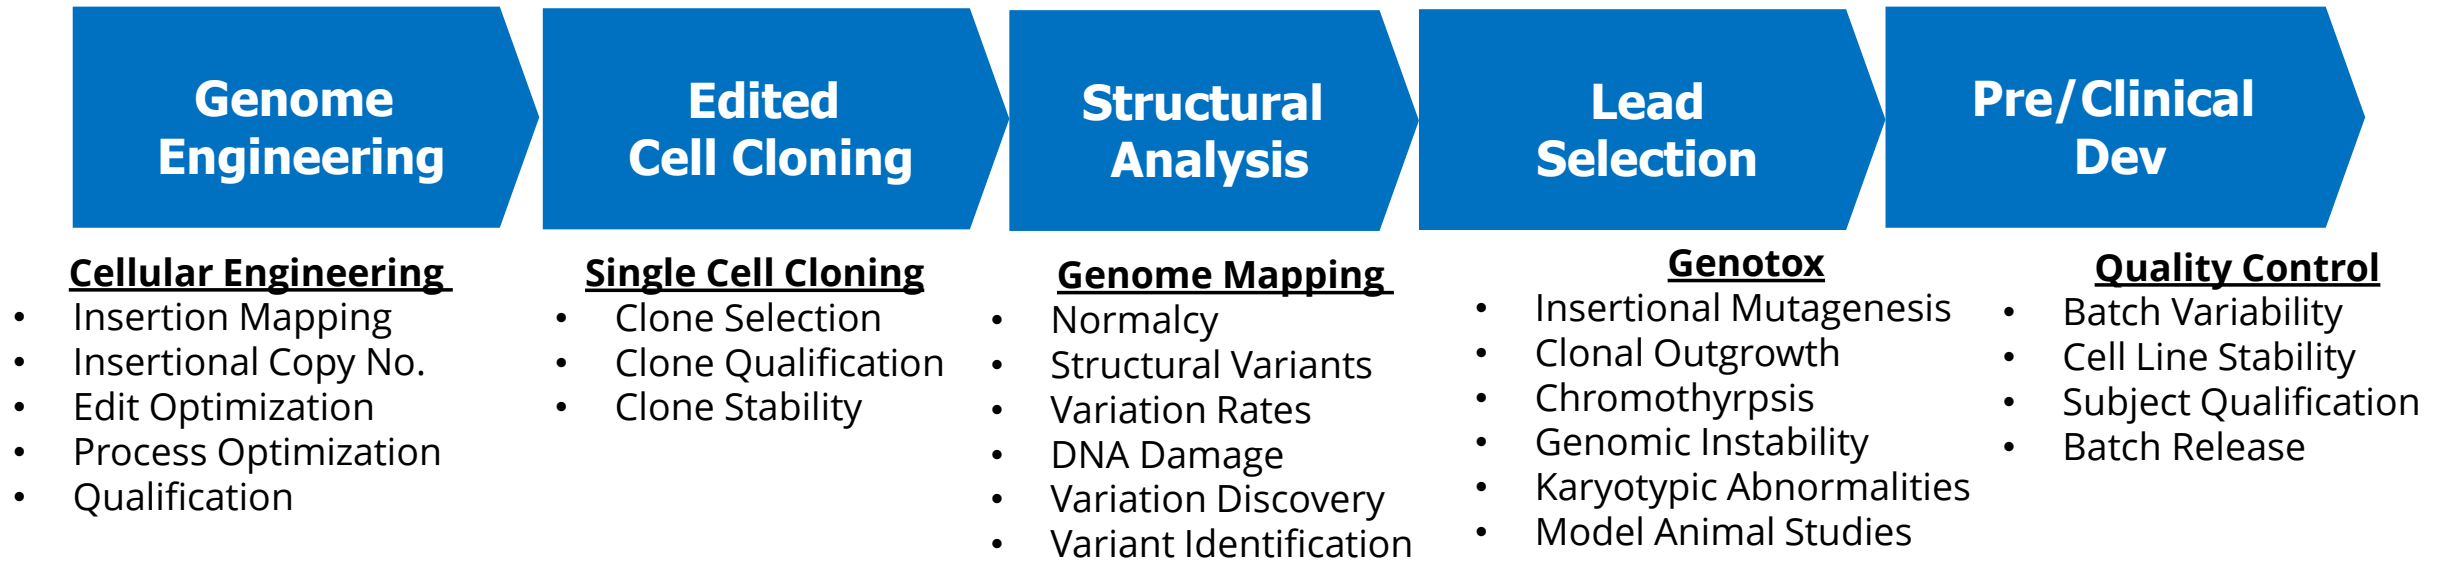 Genome
Engineering
Edited
Cell Cloning
Structural
Analysis
Lead
Selection
Pre/Clinical
Dev
Cellular Engineering
• Insertion Mapping
• Insertional Copy No.
• Edit Optimization
• Process Optimization
• Qualification
Single Cell Cloning
• Clone Selection
• Clone Qualification
• Clone Stability
Genome Mapping
• Normalcy
• Structural Variants
• Variation Rates
• DNA Damage
• Variation Discovery
• Variant Identification
Genotox
• Insertional Mutagenesis
• Clonal Outgrowth
• Chromothyrpsis
• Genomic Instability
• Karyotypic Abnormalities
• Model Animal Studies
Quality Control
• Batch Variability
• Cell Line Stability
• Subject Qualification
• Batch Release